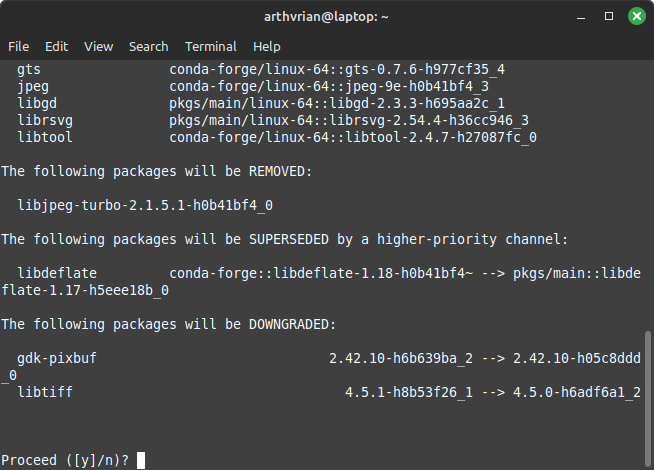 arthvrian@laptop: ~
File Edit View Search Terminal Help
gts conda-forge/linux-64::gts-0.7.6-h977cf35_4
jpeg conda-forge/linux-64::jpeg-9e-h0b41bf4_3
libgd pkgs/main/linux-64::libgd-2.3.3-h695aa2c_1
librsvg pkgs/main/linux-64::librsvg-2.54.4-h36cc946_3
libtool conda-forge/linux-64::libtool-2.4.7-h27087fc_0
The following packages will be REMOVED:
libjpeg-turbo-2.1.5.1-h0b41bf4_0
The following packages will be SUPERSEDED by a higher-priority channel:
libdeflate conda-forge::libdeflate-1.18-h0b41bf4~ --> pkgs/main::libde
flate-1.17-h5eee18b_0
The following packages will be DOWNGRADED:
gdk-pixbuf 2.42.10-h6b639ba_2 --> 2.42.10-h05c8ddd
_0
libtiff 4.5.1-h8b53f26_1 --> 4.5.0-h6adf6a1_2
Proceed ([y]/n)?